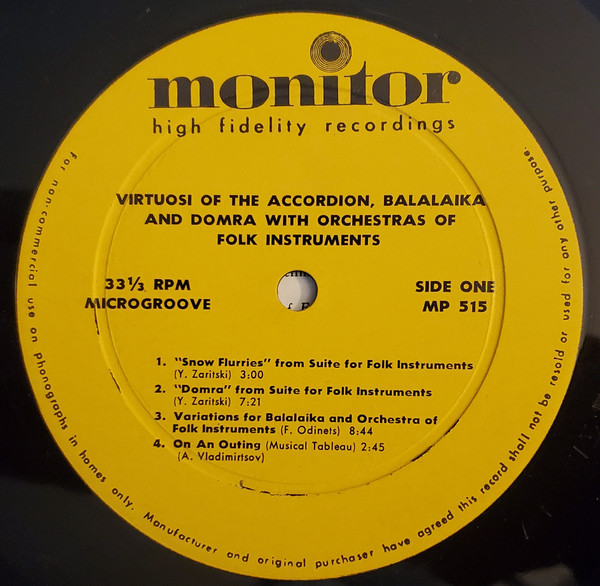 monitor
high fidelity recordings
VIRTUOSI OF THE ACCORDION, BALALAIKA
AND DOMRA WITH ORCHESTRAS OF
FOLK INSTRUMENTS
33⅓ RPM
MICROGROOVE
SIDE ONE
MP 515
1. "Snow Flurries" from Suite for Folk Instruments
(Y. Zaritski) 3:00
2. "Domra" from Suite for Folk Instruments
(Y. Zaritski) 7:21
3. Variations for Balalaika and Orchestra of
Folk Instruments (F. Odinets) 8:44
4. On An Outing (Musical Tableau) 2:45
(A. Vladimirtsov)
for non-commercial use on phonographs in homes only. Manufacturer and original purchaser have agreed this record shall not be resold or used for any other purpose.